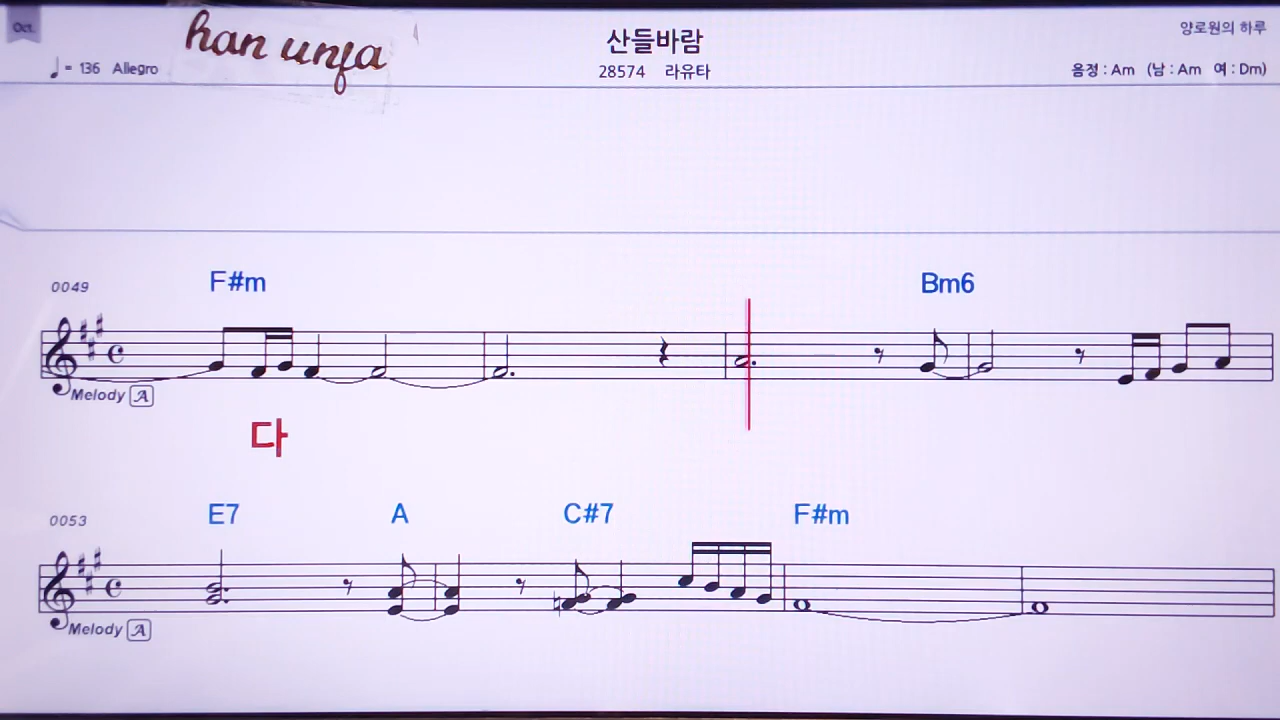 Oct.
han unja
산들바람
양로원의 하루
♩ = 136 Allegro
28574 라유타
음정 : Am (남 : Am 여 : Dm)
0049
F#m
Bm6
Melody A
다
0053
E7
A
C#7
F#m
Melody A